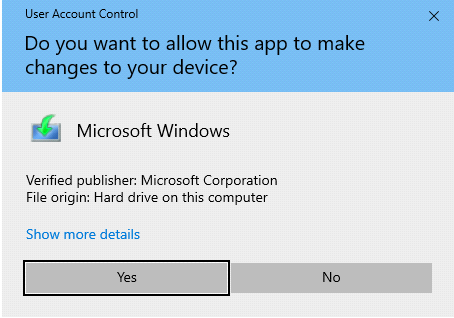 User Account Control
Do you want to allow this app to make
changes to your device?
Microsoft Windows
Verified publisher: Microsoft Corporation
File origin: Hard drive on this computer
Show more details
Yes
No